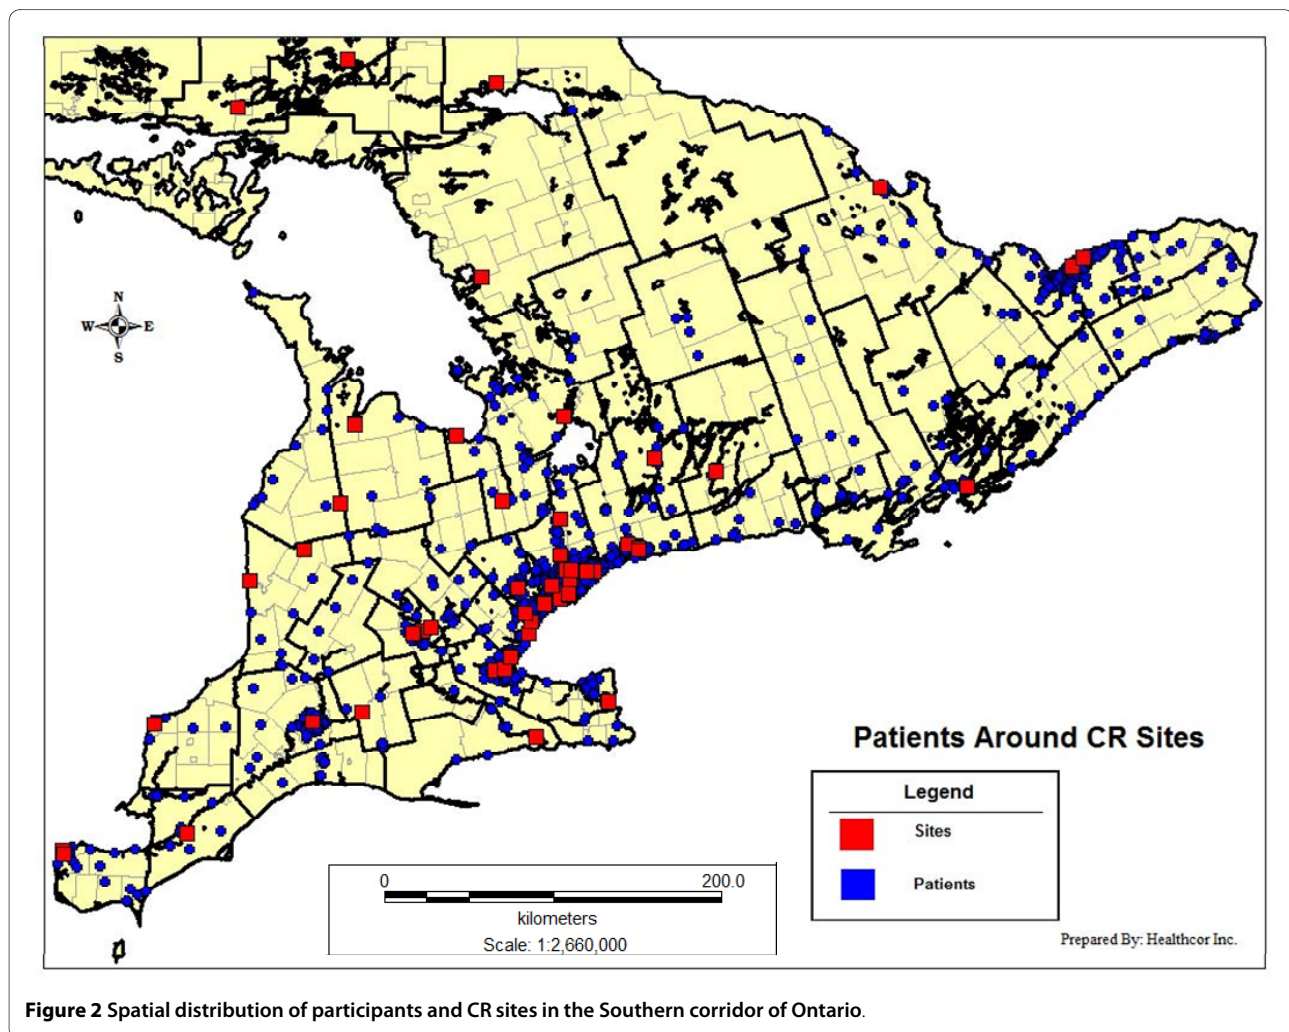 N
W E
S
Patients Around CR Sites
Legend
Sites
Patients
0 200.0
kilometers
Scale: 1:2,660,000
Prepared By: Healthcor Inc.
Figure 2 Spatial distribution of participants and CR sites in the Southern corridor of Ontario.